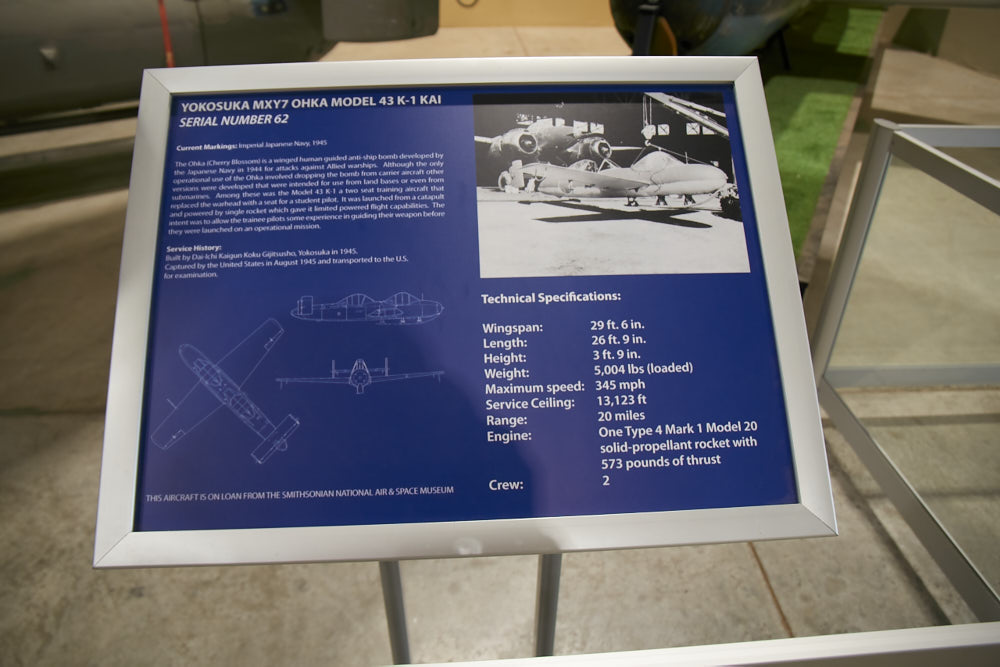 YOKOSUKA MXY7 OHKA MODEL 43 K-1 KAI
SERIAL NUMBER 62
Current Markings: Imperial Japanese Navy, 1945
The Ohka (Cherry Blossom) is a winged human guided anti-ship bomb developed by
the Japanese Navy in 1944 for attacks against Allied warships. Although the only
operational use of the Ohka involved dropping the bomb from carrier aircraft other
versions were developed that were intended for use from land bases or even from
submarines. Among these was the Model 43 K-1 a two seat training aircraft that
replaced the warhead with a seat for a student pilot. It was launched from a catapult
and powered by single rocket which gave it limited powered flight capabilities. The
intent was to allow the trainee pilots some experience in guiding their weapon before
they were launched on an operational mission.
Service History:
Built by Dai-Ichi Kaigun Koku Gijitsusho, Yokosuka in 1945.
Captured by the United States in August 1945 and transported to the U.S.
for examination.
THIS AIRCRAFT IS ON LOAN FROM THE SMITHSONIAN NATIONAL AIR & SPACE MUSEUM
Technical Specifications:
Wingspan: 29 ft. 6 in.
Length: 26 ft. 9 in.
Height: 3 ft. 9 in.
Weight: 5,004 lbs (loaded)
Maximum speed: 345 mph
Service Ceiling: 13,123 ft
Range: 20 miles
Engine: One Type 4 Mark 1 Model 20
solid-propellant rocket with
573 pounds of thrust
Crew: 2